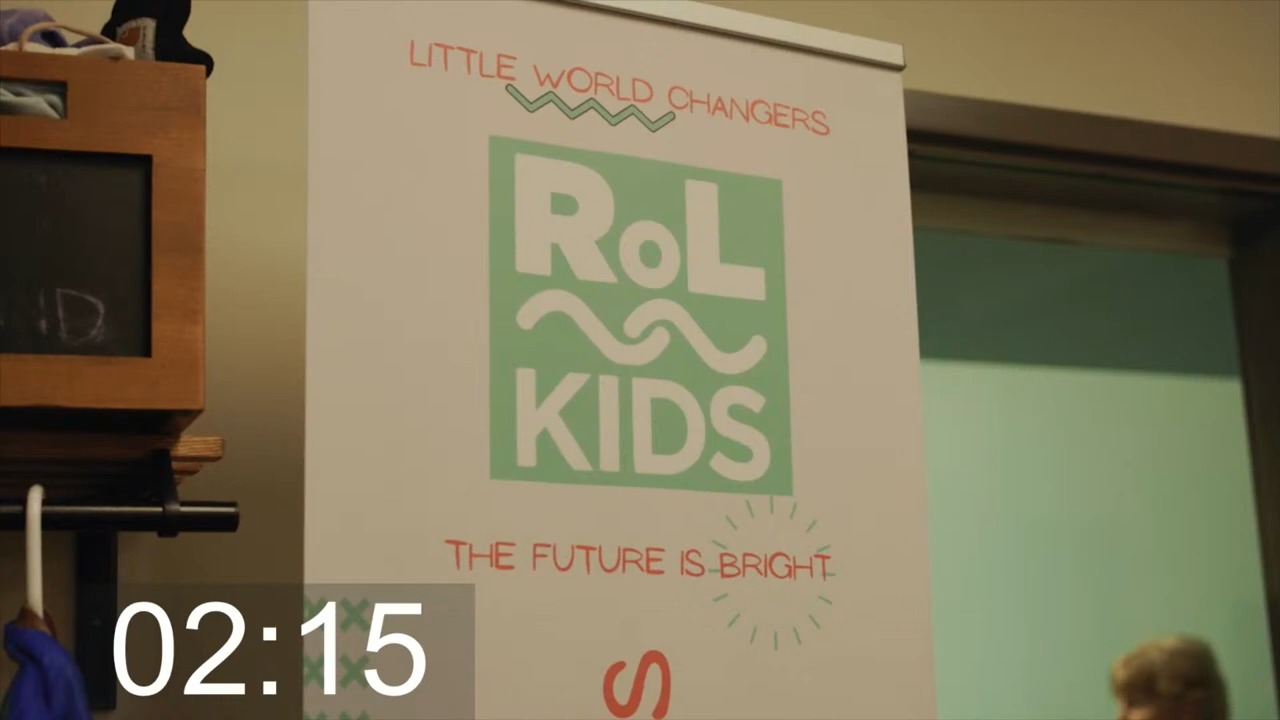 LITTLE WORLD CHANGERS
RoL
KIDS
THE FUTURE IS BRIGHT
S
02:15